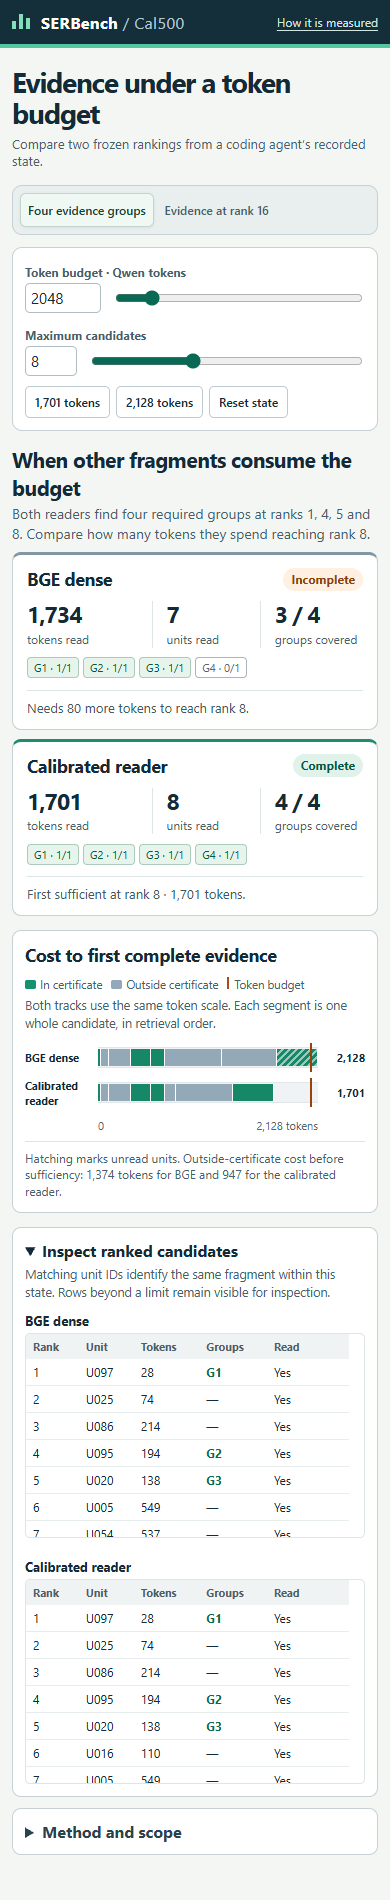 SERBench / Cal500
How it is measured
Evidence under a token
budget
Compare two frozen rankings from a coding agent's recorded
state.
Four evidence groups
Evidence at rank 16
Token budget · Qwen tokens
2048
Maximum candidates
8
1,701 tokens
2,128 tokens
Reset state
When other fragments consume the
budget
Both readers find four required groups at ranks 1, 4, 5 and
8. Compare how many tokens they spend reaching rank 8.
BGE dense
Incomplete
1,734 7 3 / 4
tokens read units read groups covered
G1 · 1/1 G2 · 1/1 G3 · 1/1 G4 · 0/1
Needs 80 more tokens to reach rank 8.
Calibrated reader
Complete
1,701 8 4 / 4
tokens read units read groups covered
G1 · 1/1 G2 · 1/1 G3 · 1/1 G4 · 1/1
First sufficient at rank 8 · 1,701 tokens.
Cost to first complete evidence
In certificate Outside certificate Token budget
Both tracks use the same token scale. Each segment is one
whole candidate, in retrieval order.
BGE dense 2,128
Calibrated
reader
1,701
0 2,128 tokens
Hatching marks unread units. Outside-certificate cost before
sufficiency: 1,374 tokens for BGE and 947 for the calibrated
reader.
Inspect ranked candidates
Matching unit IDs identify the same fragment within this
state. Rows beyond a limit remain visible for inspection.
BGE dense
Rank Unit Tokens Groups Read
1 U097 28 G1 Yes
2 U025 74 — Yes
3 U086 214 — Yes
4 U095 194 G2 Yes
5 U020 138 G3 Yes
6 U005 549 — Yes
7 U054 537 — Yes
Calibrated reader
Rank Unit Tokens Groups Read
1 U097 28 G1 Yes
2 U025 74 — Yes
3 U086 214 — Yes
4 U095 194 G2 Yes
5 U020 138 G3 Yes
6 U016 110 — Yes
7 U005 549 — Yes
Method and scope